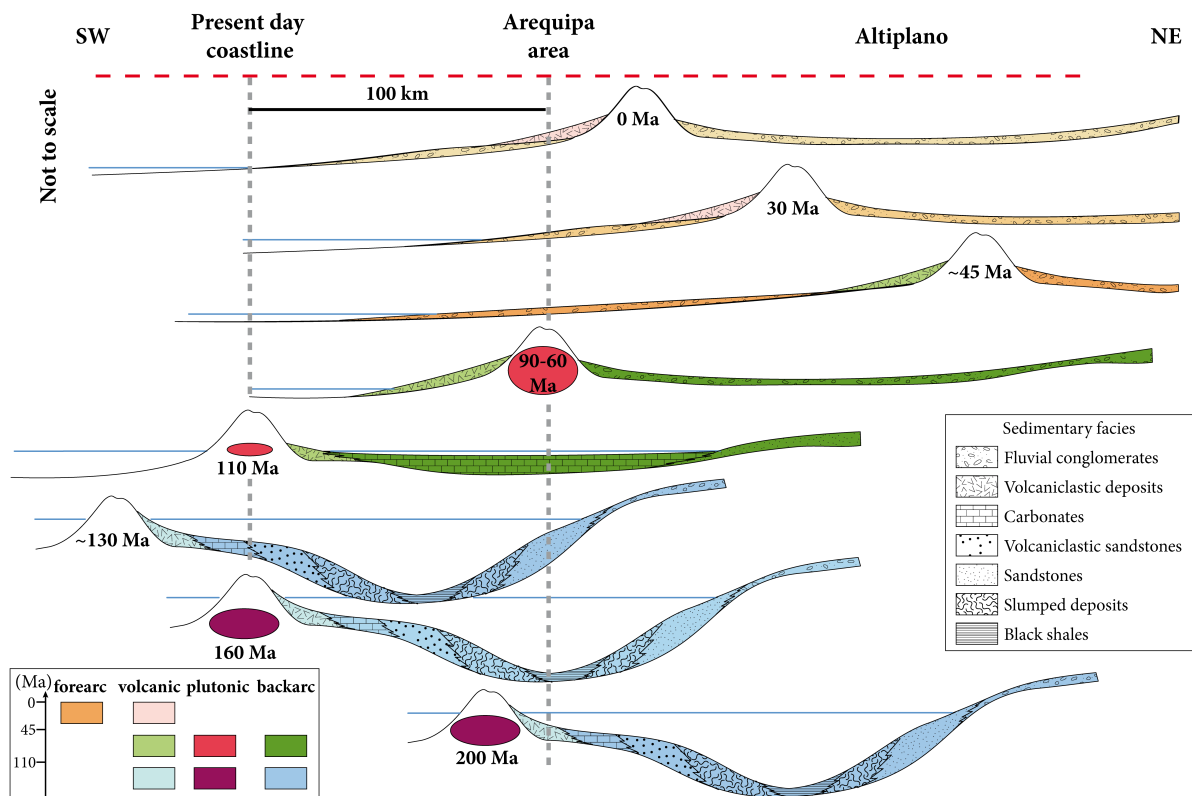 SW
Present day
coastline
Arequipa
area
Altiplano
NE
Not to scale
100 km
0 Ma
30 Ma
~45 Ma
90-60
Ma
110 Ma
~130 Ma
160 Ma
200 Ma
Sedimentary facies
Fluvial conglomerates
Volcaniclastic deposits
Carbonates
Volcaniclastic sandstones
Sandstones
Slumped deposits
Black shales
(Ma) forearc volcanic plutonic backarc
0
45
110